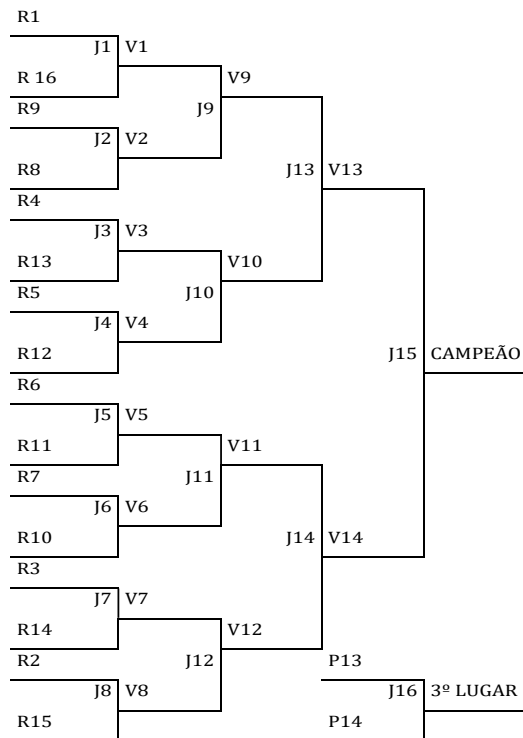 R1
J1 V1
R 16 V9
R9 J9
J2 V2
R8 J13 V13
R4
J3 V3
R13 V10
R5 J10
J4 V4
R12 J15 CAMPEÃO
R6
J5 V5
R11 V11
R7 J11
J6 V6
R10 J14 V14
R3
J7 V7
R14 V12
R2 J12 P13
J8 V8 J16 3º LUGAR
R15 P14